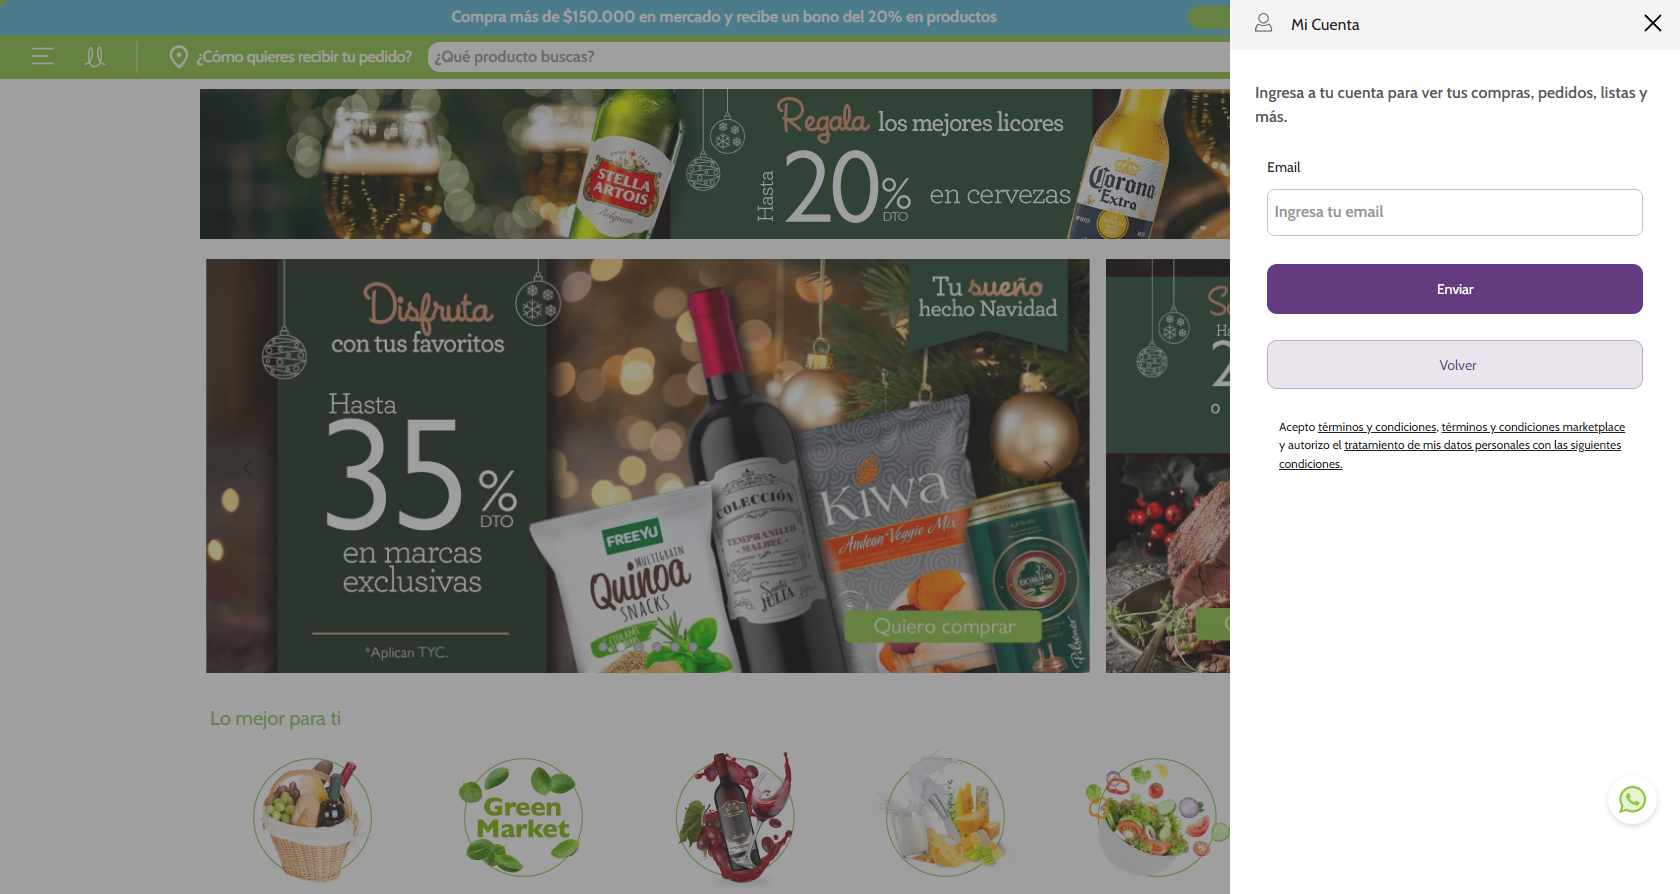 Compra más de $150.000 en mercado y recibe un bono del 20% en productos
¿Cómo quieres recibir tu pedido?
¿Qué producto buscas?
Regala los mejores licores
Hasta 20% DTO en cervezas
STELLA
ARTOIS
Belgium
Corona
Extra
Disfruta
con tus favoritos
Hasta
35%
DTO
en marcas
exclusivas
*Aplican TYC.
Tu sueño
hecho Navidad
FREEYU
MULTIGRAIN
Quinoa
SNACKS
COLECCIÓN
TEMPRANILLO
MALBEC
Santa
JULIA
KIWA
Andean Veggie Mix
EICHBAUM
Pilsener
Quiero comprar
Lo mejor para ti
Green
Market
Mi Cuenta
Ingresa a tu cuenta para ver tus compras, pedidos, listas y
más.
Email
Ingresa tu email
Enviar
Volver
Acepto términos y condiciones, términos y condiciones marketplace
y autorizo el tratamiento de mis datos personales con las siguientes
condiciones.